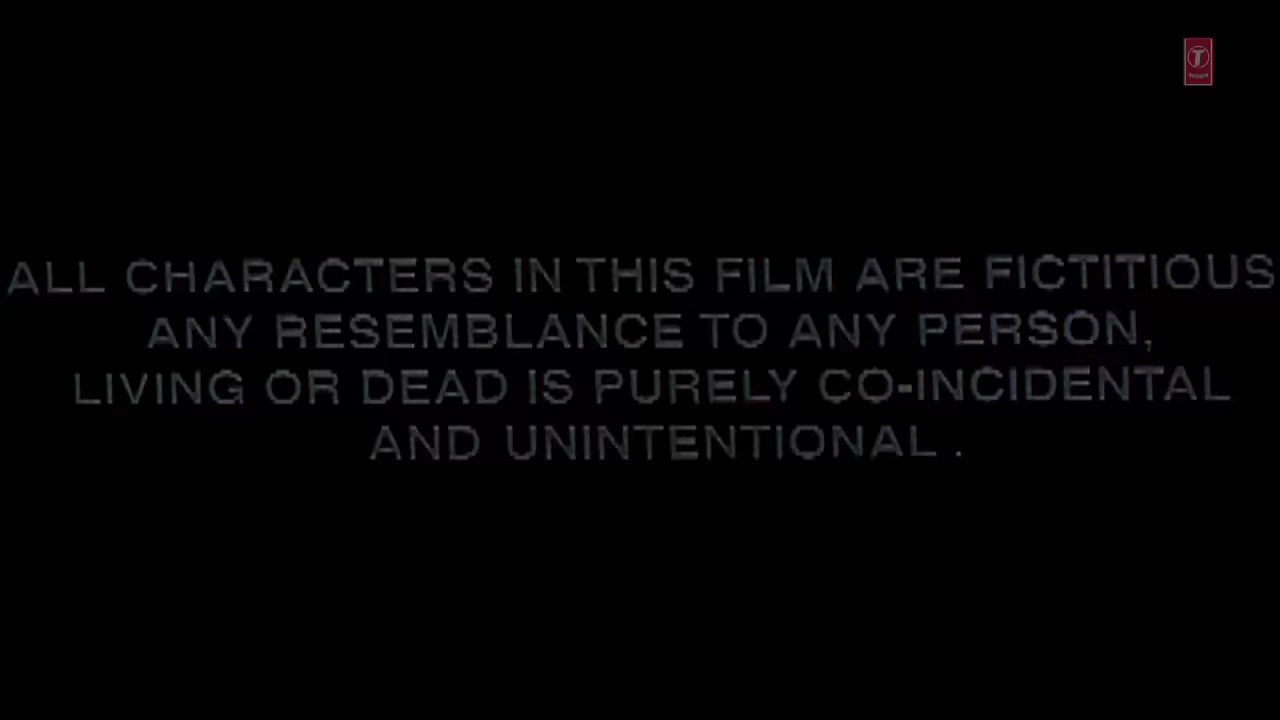 ALL CHARACTERS IN THIS FILM ARE FICTITIOUS
ANY RESEMBLANCE TO ANY PERSON,
LIVING OR DEAD IS PURELY CO-INCIDENTAL
AND UNINTENTIONAL .